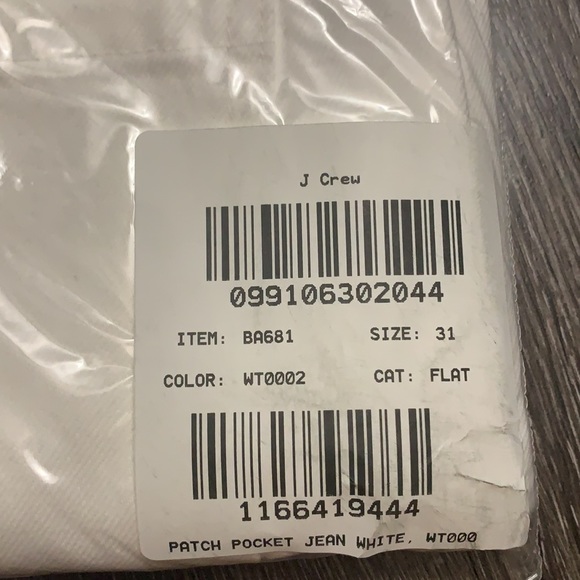 J Crew
099106302044
ITEM: BA681 SIZE: 31
COLOR: WT0002 CAT: FLAT
1166419444
PATCH POCKET JEAN WHITE, WT000